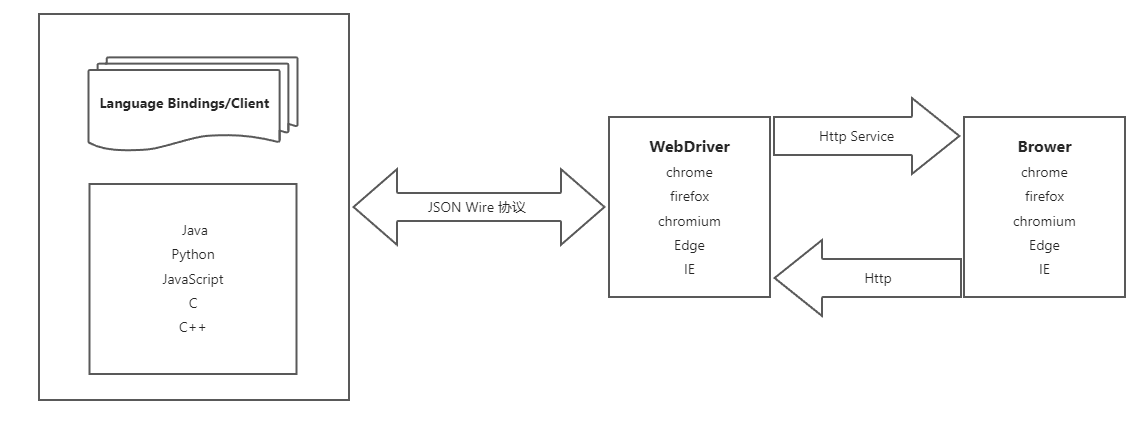 Language Bindings/Client
Java
Python
JavaScript
C
C++
JSON Wire 协议
WebDriver
chrome
firefox
chromium
Edge
IE
Http Service
Http
Brower
chrome
firefox
chromium
Edge
IE